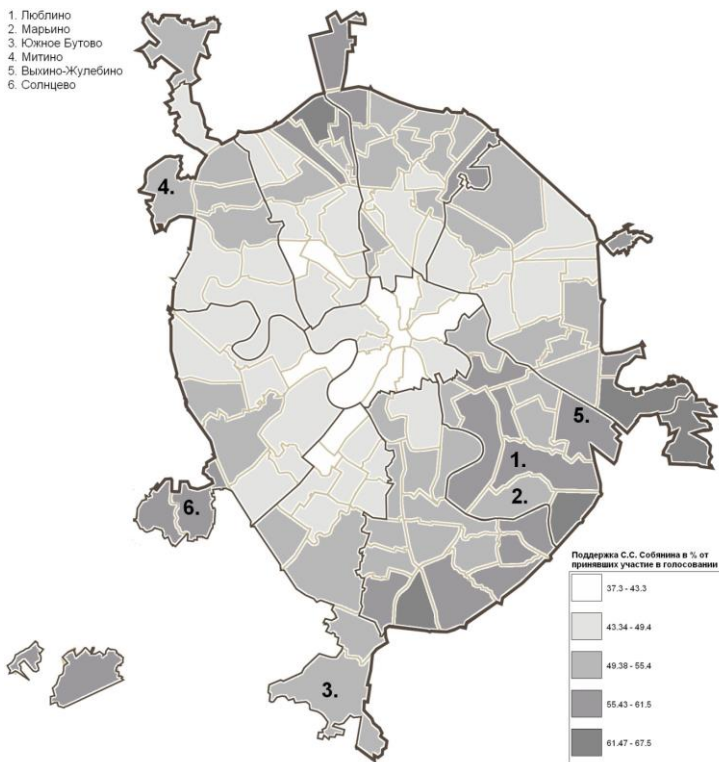 1. Люблино
2. Марьино
3. Южное Бутово
4. Митино
5. Выхино-Жулебино
6. Солнцево
4.
5.
1.
2.
6.
3.
Поддержка С.С. Собянина в % от
принявших участие в голосовании
37.3 - 43.3
43.34 - 49.4
49.38 - 55.4
55.43 - 61.5
61.47 - 67.5